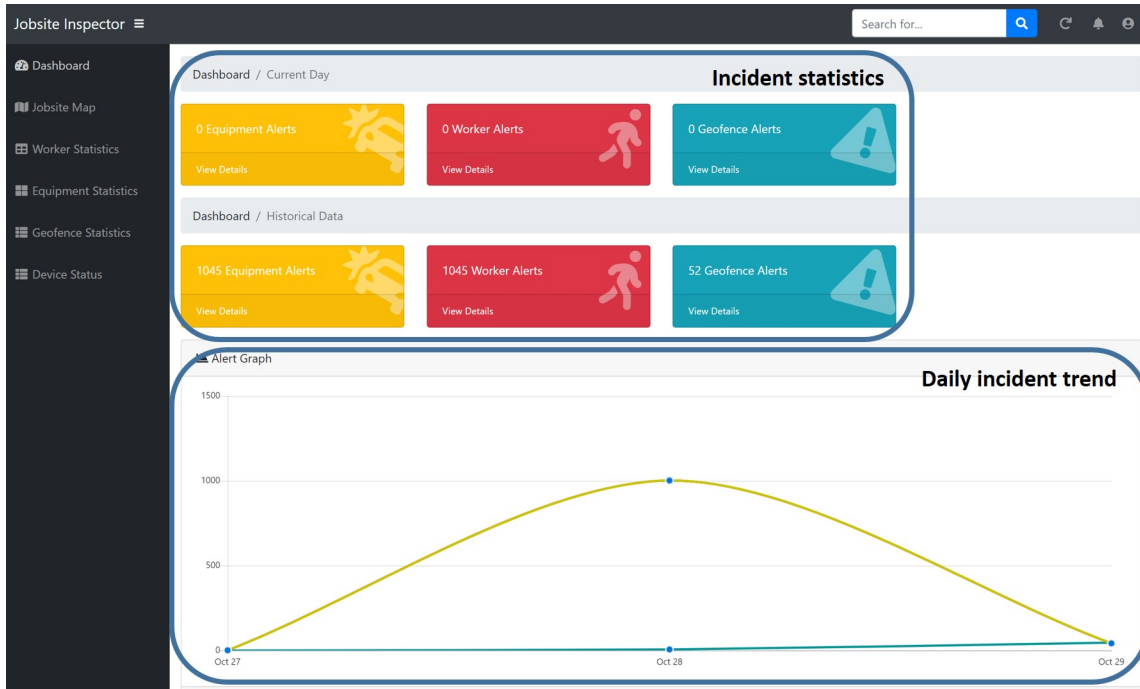 Jobsite Inspector
Search for...
Dashboard
Jobsite Map
Worker Statistics
Equipment Statistics
Geofence Statistics
Device Status
Dashboard / Current Day
Incident statistics
0 Equipment Alerts
View Details
0 Worker Alerts
View Details
0 Geofence Alerts
View Details
Dashboard / Historical Data
1045 Equipment Alerts
View Details
1045 Worker Alerts
View Details
52 Geofence Alerts
View Details
Alert Graph
Daily incident trend
1500
1000
500
0
Oct 27
Oct 28
Oct 29